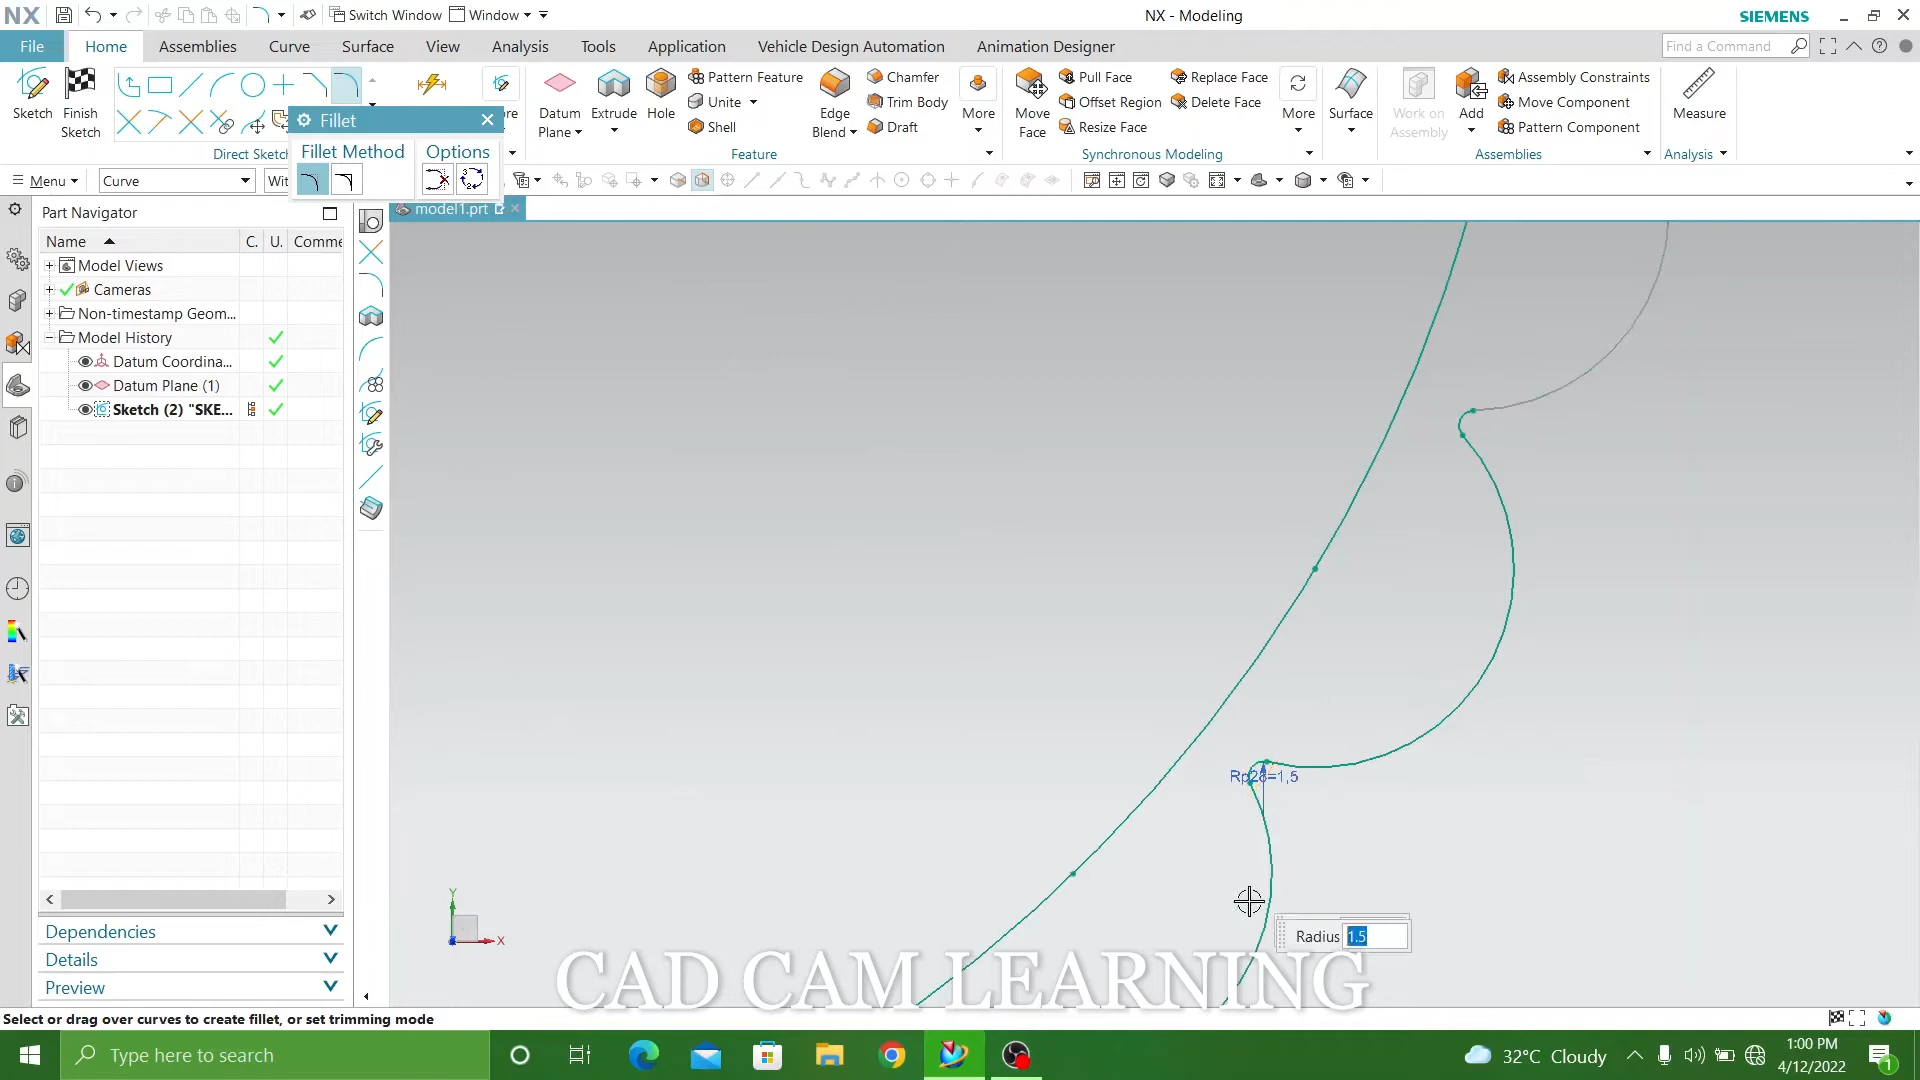 NX
Switch Window
Window
NX - Modeling
SIEMENS
File
Home
Assemblies
Curve
Surface
View
Analysis
Tools
Application
Vehicle Design Automation
Animation Designer
Find a Command
Sketch
Finish
Sketch
Direct Sketch
Fillet
Fillet Method
Options
Datum
Plane
Extrude
Hole
Pattern Feature
Unite
Shell
Edge
Blend
Chamfer
Trim Body
Draft
More
Feature
Move
Face
Pull Face
Offset Region
Resize Face
Replace Face
Delete Face
More
Synchronous Modeling
Surface
Work on
Assembly
Add
Assembly Constraints
Move Component
Pattern Component
Assemblies
Measure
Analysis
Menu
Curve
Wit
Part Navigator
model1.prt
Name
C.
U.
Comme
Model Views
Cameras
Non-timestamp Geom...
Model History
Datum Coordina...
Datum Plane (1)
Sketch (2) "SKE...
Dependencies
Details
Preview
Y
X
Rp28=1,5
Radius 1.5
CAD CAM LEARNING
Select or drag over curves to create fillet, or set trimming mode
Type here to search
32°C Cloudy
1:00 PM
4/12/2022
1